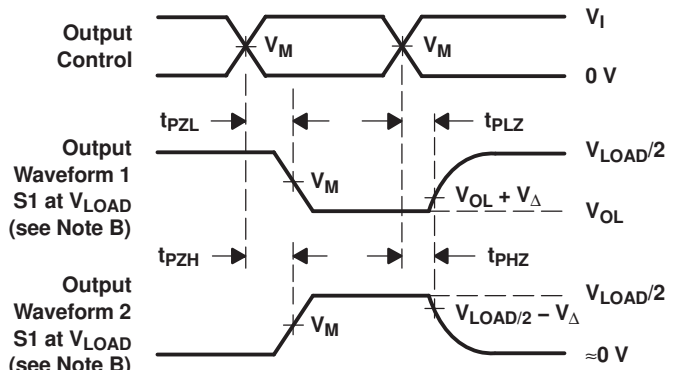 Output
Control
V_M
V_M
V_I
0 V
t_PZL
t_PLZ
Output
Waveform 1
S1 at V_LOAD
(see Note B)
V_M
V_OL + V_Δ
V_LOAD/2
V_OL
t_PZH
t_PHZ
Output
Waveform 2
S1 at V_LOAD
(see Note B)
V_M
V_LOAD/2 – V_Δ
V_LOAD/2
≈0 V